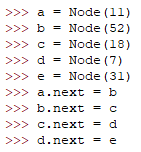 >>> a = Node(11)
>>> b = Node(52)
>>> c = Node(18)
>>> d = Node(7)
>>> e = Node(31)
>>> a.next = b
>>> b.next = c
>>> c.next = d
>>> d.next = e